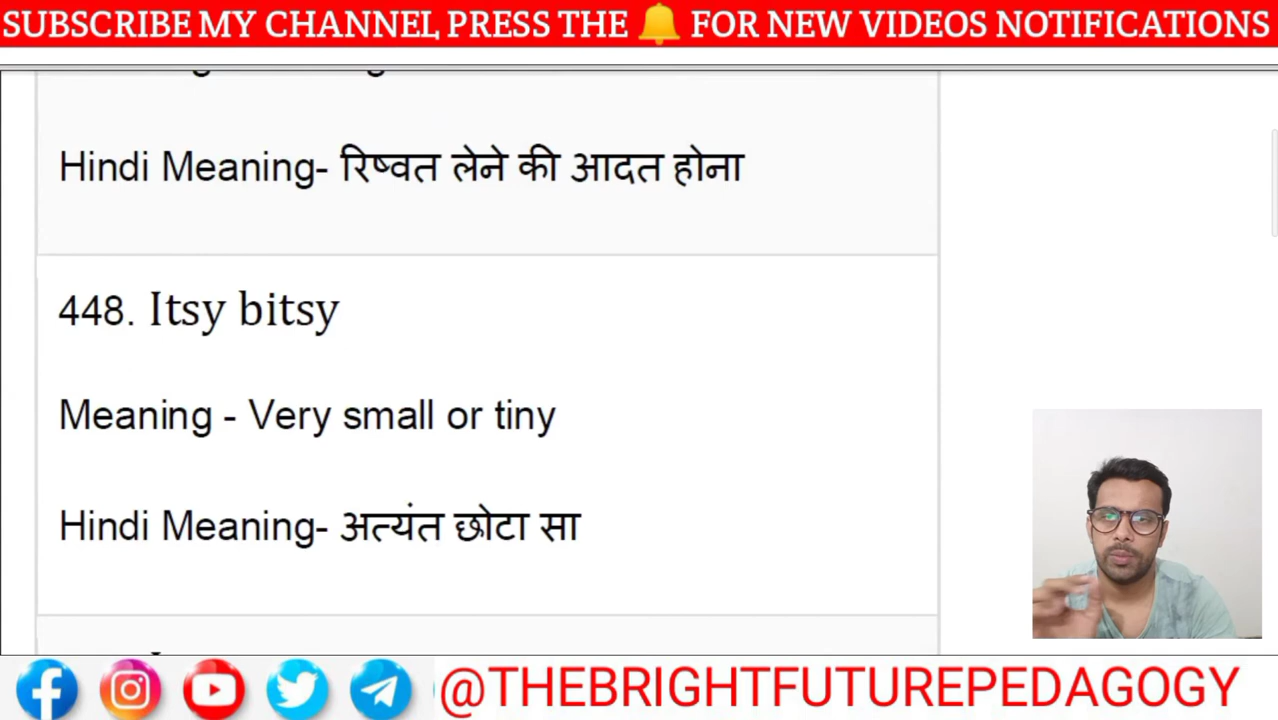 SUBSCRIBE MY CHANNEL, PRESS THE 🔔 FOR NEW VIDEOS NOTIFICATIONS
Hindi Meaning- रिष्वत लेने की आदत होना
448. Itsy bitsy
Meaning - Very small or tiny
Hindi Meaning- अत्यंत छोटा सा
@THEBRIGHTFUTUREPEDAGOGY